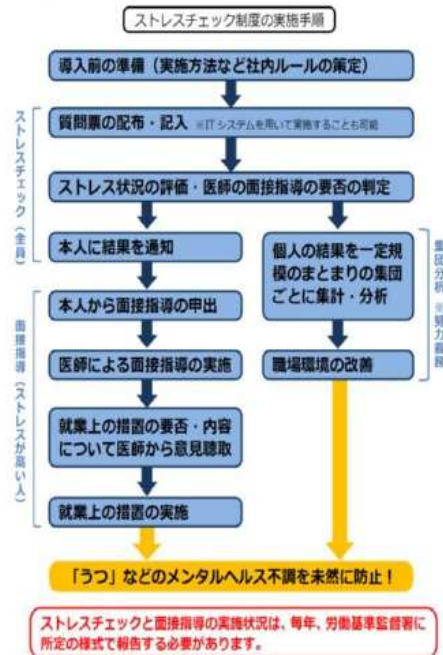 ストレスチェック制度の実施手順
導入前の準備（実施方法など社内ルールの策定）
質問票の配布・記入 ※ITシステムを用いて実施することも可能
ストレス状況の評価・医師の面接指導の要否の判定
ストレスチェック（全員）
本人に結果を通知
個人の結果を一定規
模のまとまりの集団
ごとに集計・分析
集団分析 ※努力義務
本人から面接指導の申出
医師による面接指導の実施
職場環境の改善
面接指導（ストレスが高い人）
就業上の措置の要否・内容
について医師から意見聴取
就業上の措置の実施
「うつ」などのメンタルヘルス不調を未然に防止！
ストレスチェックと面接指導の実施状況は、毎年、労働基準監督署に
所定の様式で報告する必要があります。